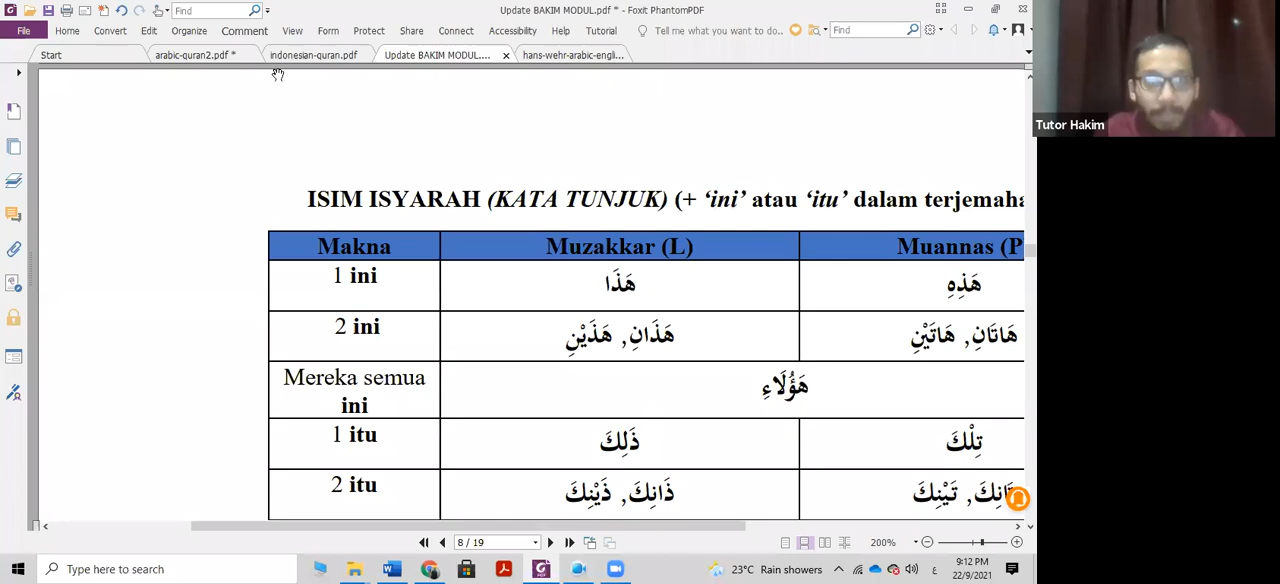 Find
Update BAKIM MODUL.pdf * - Foxit PhantomPDF
File Home Convert Edit Organize Comment View Form Protect Share Connect Accessibility Help Tutorial Tell me what you want to do.. Find
Start arabic-quran2.pdf * indonesian-quran.pdf Update BAKIM MODUL.... hans-wehr-arabic-engli...
Tutor Hakim
ISIM ISYARAH (KATA TUNJUK) (+ ‘ini’ atau ‘itu’ dalam terjemaha
Makna Muzakkar (L) Muannas (P
1 ini هَذَا هَذِهِ
2 ini هَذَانِ, هَذَيْنِ هَاتَانِ, هَاتَيْنِ
Mereka semua
ini هَؤُلَاءِ
1 itu ذَلِكَ تِلْكَ
2 itu ذَانِكَ, ذَيْنِكَ تَانِكَ, تَيْنِكَ
8 / 19 200%
Type here to search 23°C Rain showers ع 9:12 PM
22/9/2021